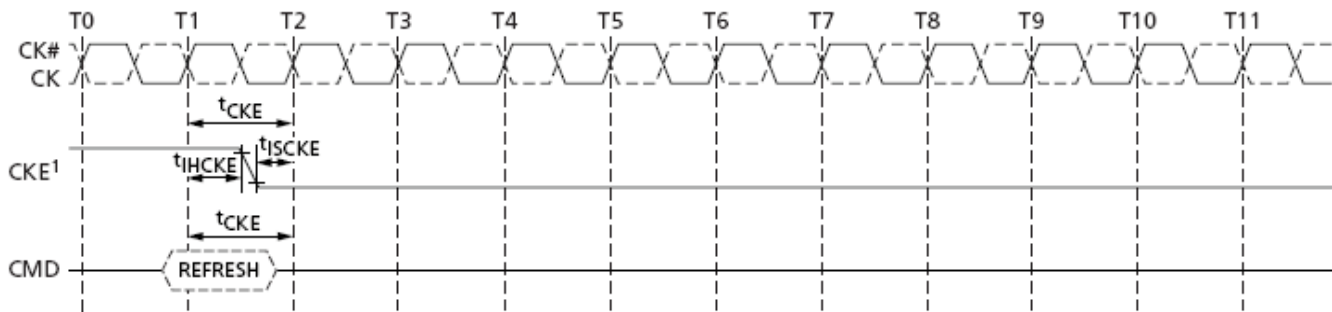 T0 T1 T2 T3 T4 T5 T6 T7 T8 T9 T10 T11
CK#
CK
tCKE
tISCKE
CKE1
tIHCKE
tCKE
CMD REFRESH